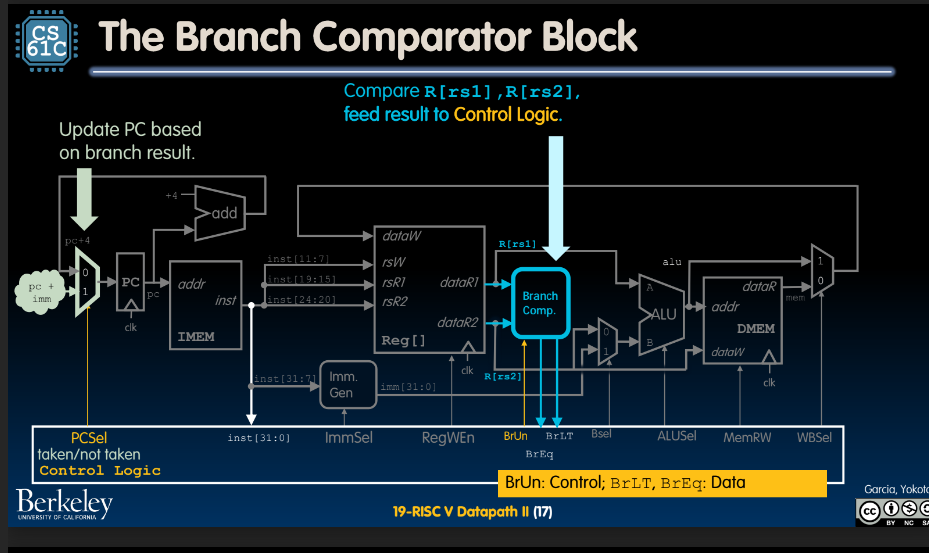 CS
61C
The Branch Comparator Block
Compare R[rs1],R[rs2],
feed result to Control Logic.
Update PC based
on branch result.
+4
add
pc+4
0
1
pc +
imm
PC
pc
clk
addr
inst
IMEM
inst[11:7]
inst[19:15]
inst[24:20]
inst[31:7]
dataW
rsW
rsR1
rsR2
dataR1
dataR2
Reg[]
clk
Imm.
Gen
imm[31:0]
R[rs1]
R[rs2]
Branch
Comp.
0
1
A
ALU
B
alu
addr
dataR
DMEM
dataW
clk
mem
1
0
PCSel
taken/not taken
Control Logic
inst[31:0]
ImmSel
RegWEn
BrUn
BrLT
BrEq
Bsel
ALUSel
MemRW
WBSel
BrUn: Control; BrLT, BrEq: Data
Berkeley
UNIVERSITY OF CALIFORNIA
19-RISC V Datapath II (17)
Garcia, Yokot
cc
BY NC SA